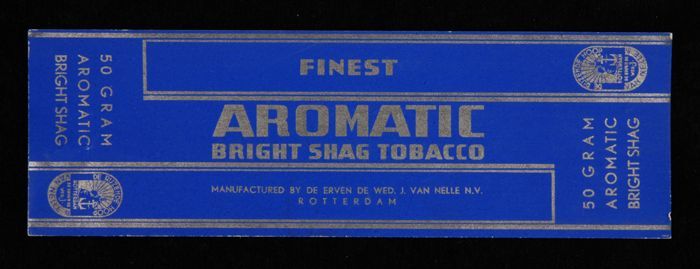 50 GRAM
AROMATIC
BRIGHT SHAG
FINEST
AROMATIC
BRIGHT SHAG TOBACCO
MANUFACTURED BY DE ERVEN DE WED. J. VAN NELLE N.V.
ROTTERDAM
50 GRAM
AROMATIC
BRIGHT SHAG